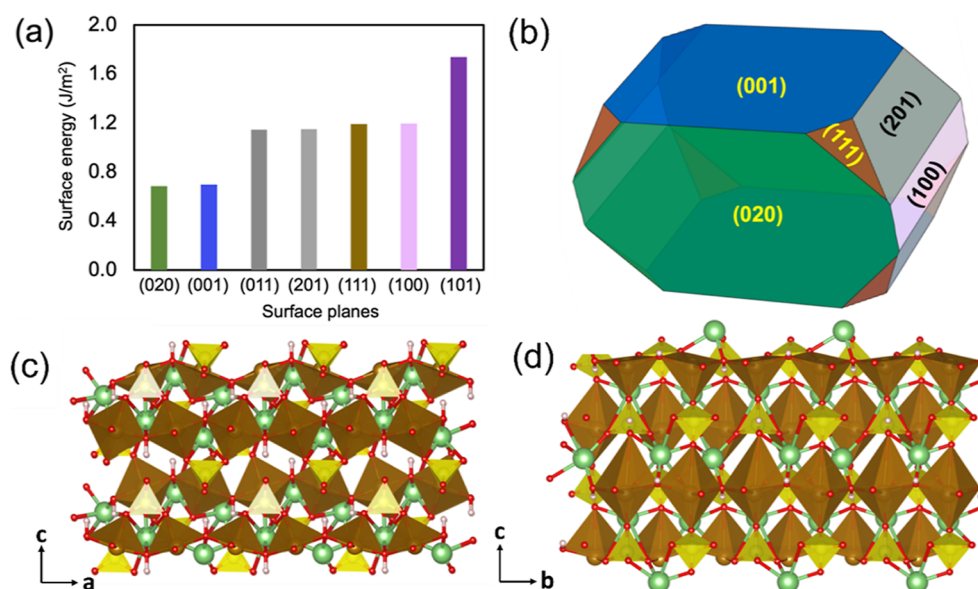 (a)
2.0
1.6
1.2
0.8
0.4
0.0
Surface energy (J/m²)
(020) (001) (011) (201) (111) (100) (101)
Surface planes
(b)
(001)
(201)
(111)
(100)
(020)
(c)
c
a
(d)
c
b